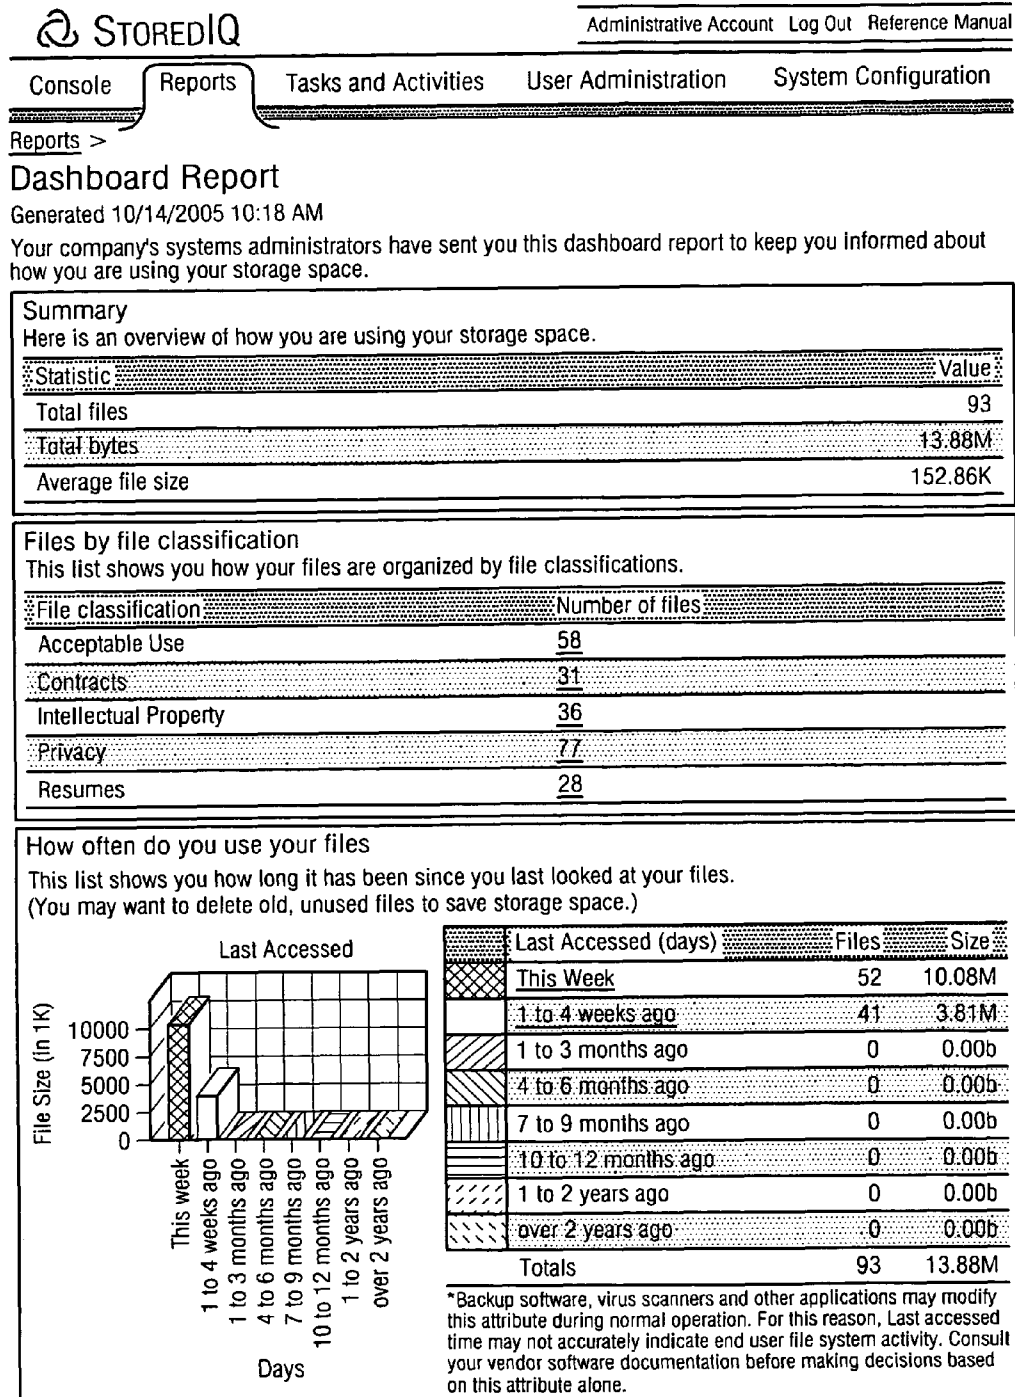 STOREDIQ
Administrative Account Log Out Reference Manual
Console Reports Tasks and Activities User Administration System Configuration
Reports >
Dashboard Report
Generated 10/14/2005 10:18 AM
Your company's systems administrators have sent you this dashboard report to keep you informed about
how you are using your storage space.
Summary
Here is an overview of how you are using your storage space.
Statistic Value
Total files 93
Total bytes 13.88M
Average file size 152.86K
Files by file classification
This list shows you how your files are organized by file classifications.
File classification Number of files
Acceptable Use 58
Contracts 31
Intellectual Property 36
Privacy 77
Resumes 28
How often do you use your files
This list shows you how long it has been since you last looked at your files.
(You may want to delete old, unused files to save storage space.)
Last Accessed
File Size (in 1K)
10000
7500
5000
2500
0
This week
1 to 4 weeks ago
1 to 3 months ago
4 to 6 months ago
7 to 9 months ago
10 to 12 months ago
1 to 2 years ago
over 2 years ago
Days
Last Accessed (days) Files Size
This Week 52 10.08M
1 to 4 weeks ago 41 3.81M
1 to 3 months ago 0 0.00b
4 to 6 months ago 0 0.00b
7 to 9 months ago 0 0.00b
10 to 12 months ago 0 0.00b
1 to 2 years ago 0 0.00b
over 2 years ago 0 0.00b
Totals 93 13.88M
*Backup software, virus scanners and other applications may modify
this attribute during normal operation. For this reason, Last accessed
time may not accurately indicate end user file system activity. Consult
your vendor software documentation before making decisions based
on this attribute alone.